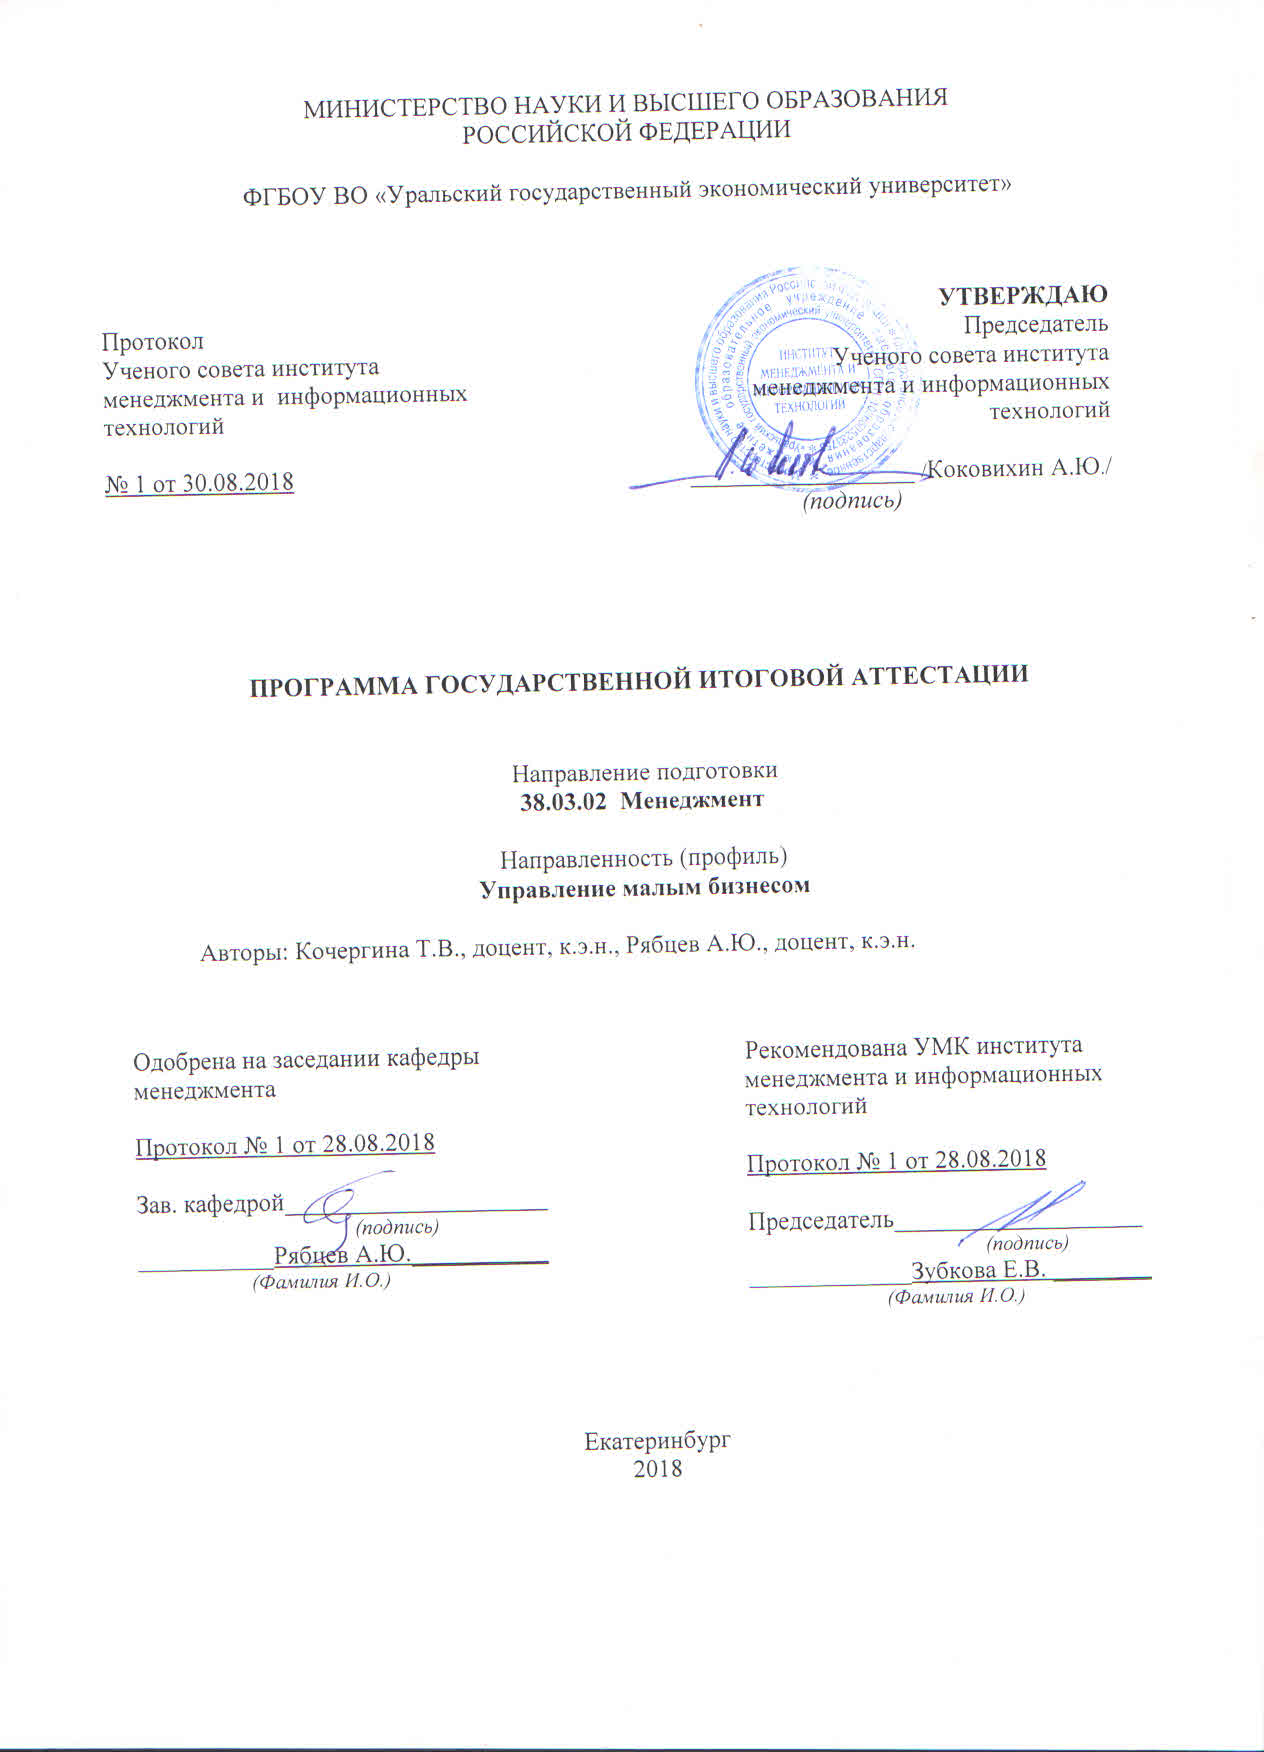 МИНИСТЕРСТВО НАУКИ И ВЫСШЕГО ОБРАЗОВАНИЯ
РОССИЙСКОЙ ФЕДЕРАЦИИ
ФГБОУ ВО «Уральский государственный экономический университет»
Протокол
Ученого совета института
менеджмента и информационных
технологий
№ 1 от 30.08.2018
УТВЕРЖДАЮ
Председатель
Ученого совета института
менеджмента и информационных
технологий
/Коковихин А.Ю./
(подпись)
ИНСТИТУТ
МЕНЕДЖМЕНТА И
ТЕХНОЛОГИЙ
ПРОГРАММА ГОСУДАРСТВЕННОЙ ИТОГОВОЙ АТТЕСТАЦИИ
Направление подготовки
38.03.02 Менеджмент
Направленность (профиль)
Управление малым бизнесом
Авторы: Кочергина Т.В., доцент, к.э.н., Рябцев А.Ю., доцент, к.э.н.
Одобрена на заседании кафедры
менеджмента
Протокол № 1 от 28.08.2018
Зав. кафедрой
(подпись)
Рябцев А.Ю.
(Фамилия И.О.)
Рекомендована УМК института
менеджмента и информационных
технологий
Протокол № 1 от 28.08.2018
Председатель
(подпись)
Зубкова Е.В.
(Фамилия И.О.)
Екатеринбург
2018